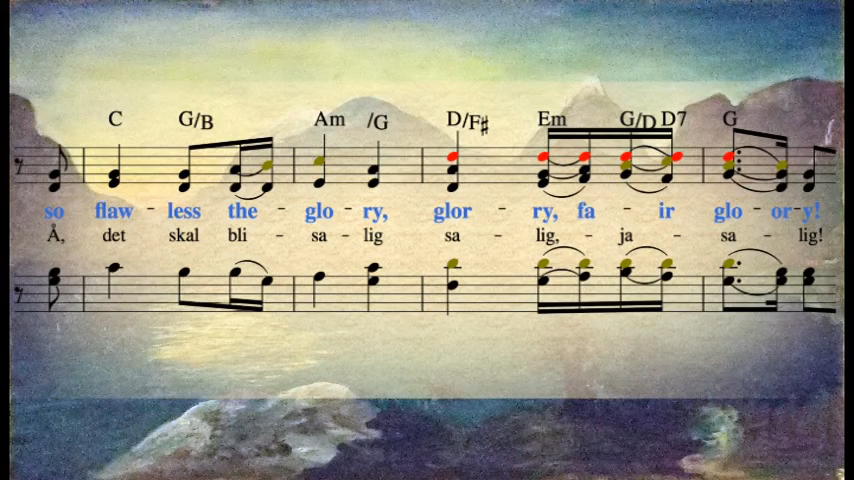 C G/B Am /G D/F♯ Em G/D D7 G
so flaw - less the - glo - ry, glor - ry, fa - ir glo - or - y!
Å, det skal bli - sa - lig sa - lig, - ja - sa - lig!